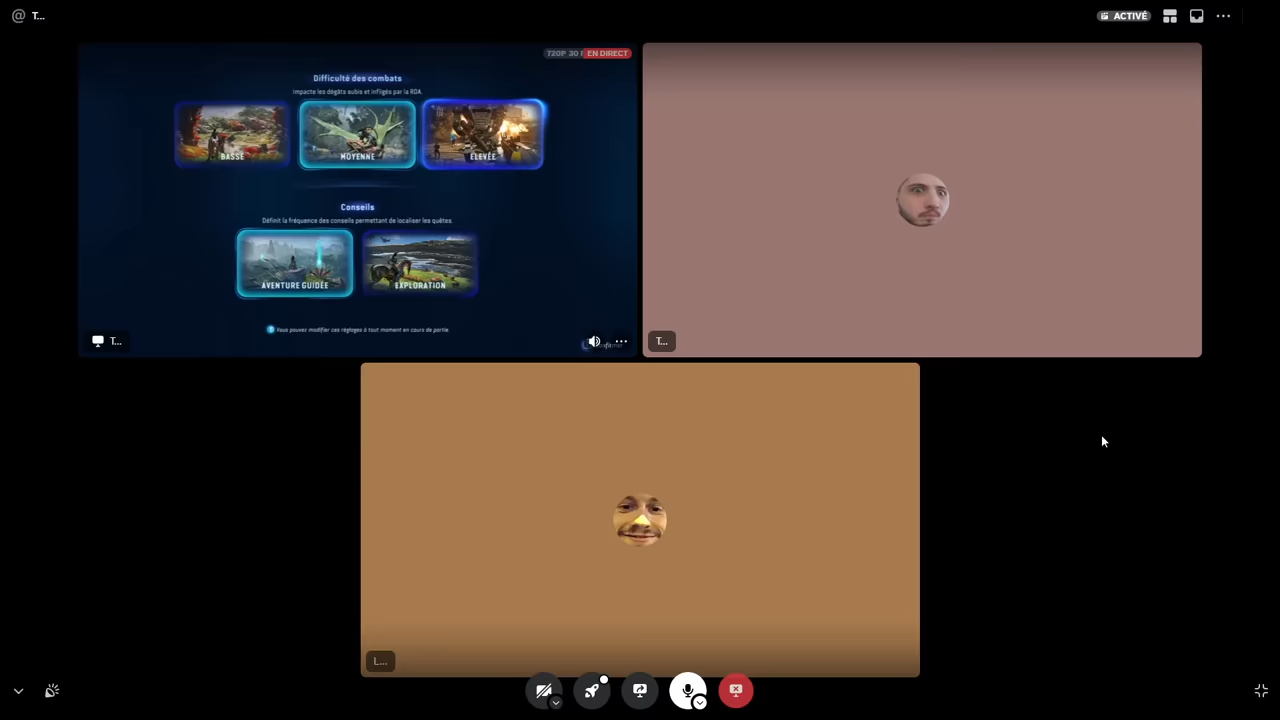 @ T...
ACTIVÉ
720P 30 F EN DIRECT
Difficulté des combats
Impacte les dégâts subis et infligés par la RDA.
BASSE
MOYENNE
ÉLEVÉE
Conseils
Définit la fréquence des conseils permettant de localiser les quêtes.
AVENTURE GUIDÉE
EXPLORATION
Vous pouvez modifier ces réglages à tout moment en cours de partie.
T...
T...
L...